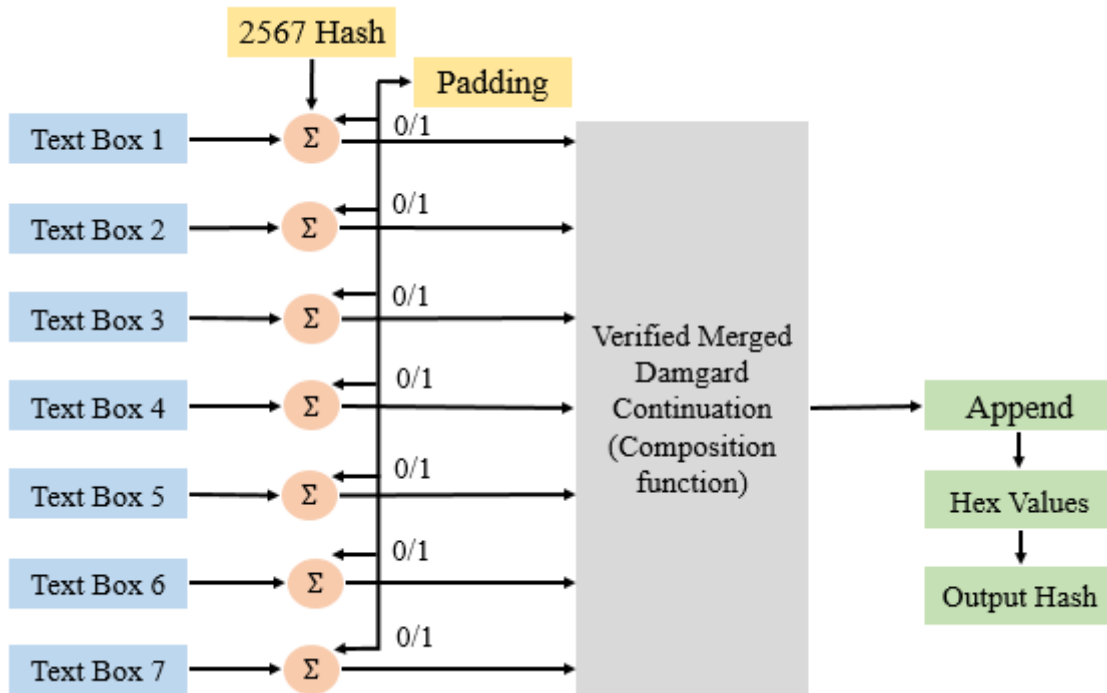 2567 Hash
Padding
Text Box 1
Σ
0/1
Text Box 2
Σ
0/1
Text Box 3
Σ
0/1
Text Box 4
Σ
0/1
Text Box 5
Σ
0/1
Text Box 6
Σ
0/1
Text Box 7
Σ
0/1
Verified Merged
Damgard
Continuation
(Composition
function)
Append
Hex Values
Output Hash